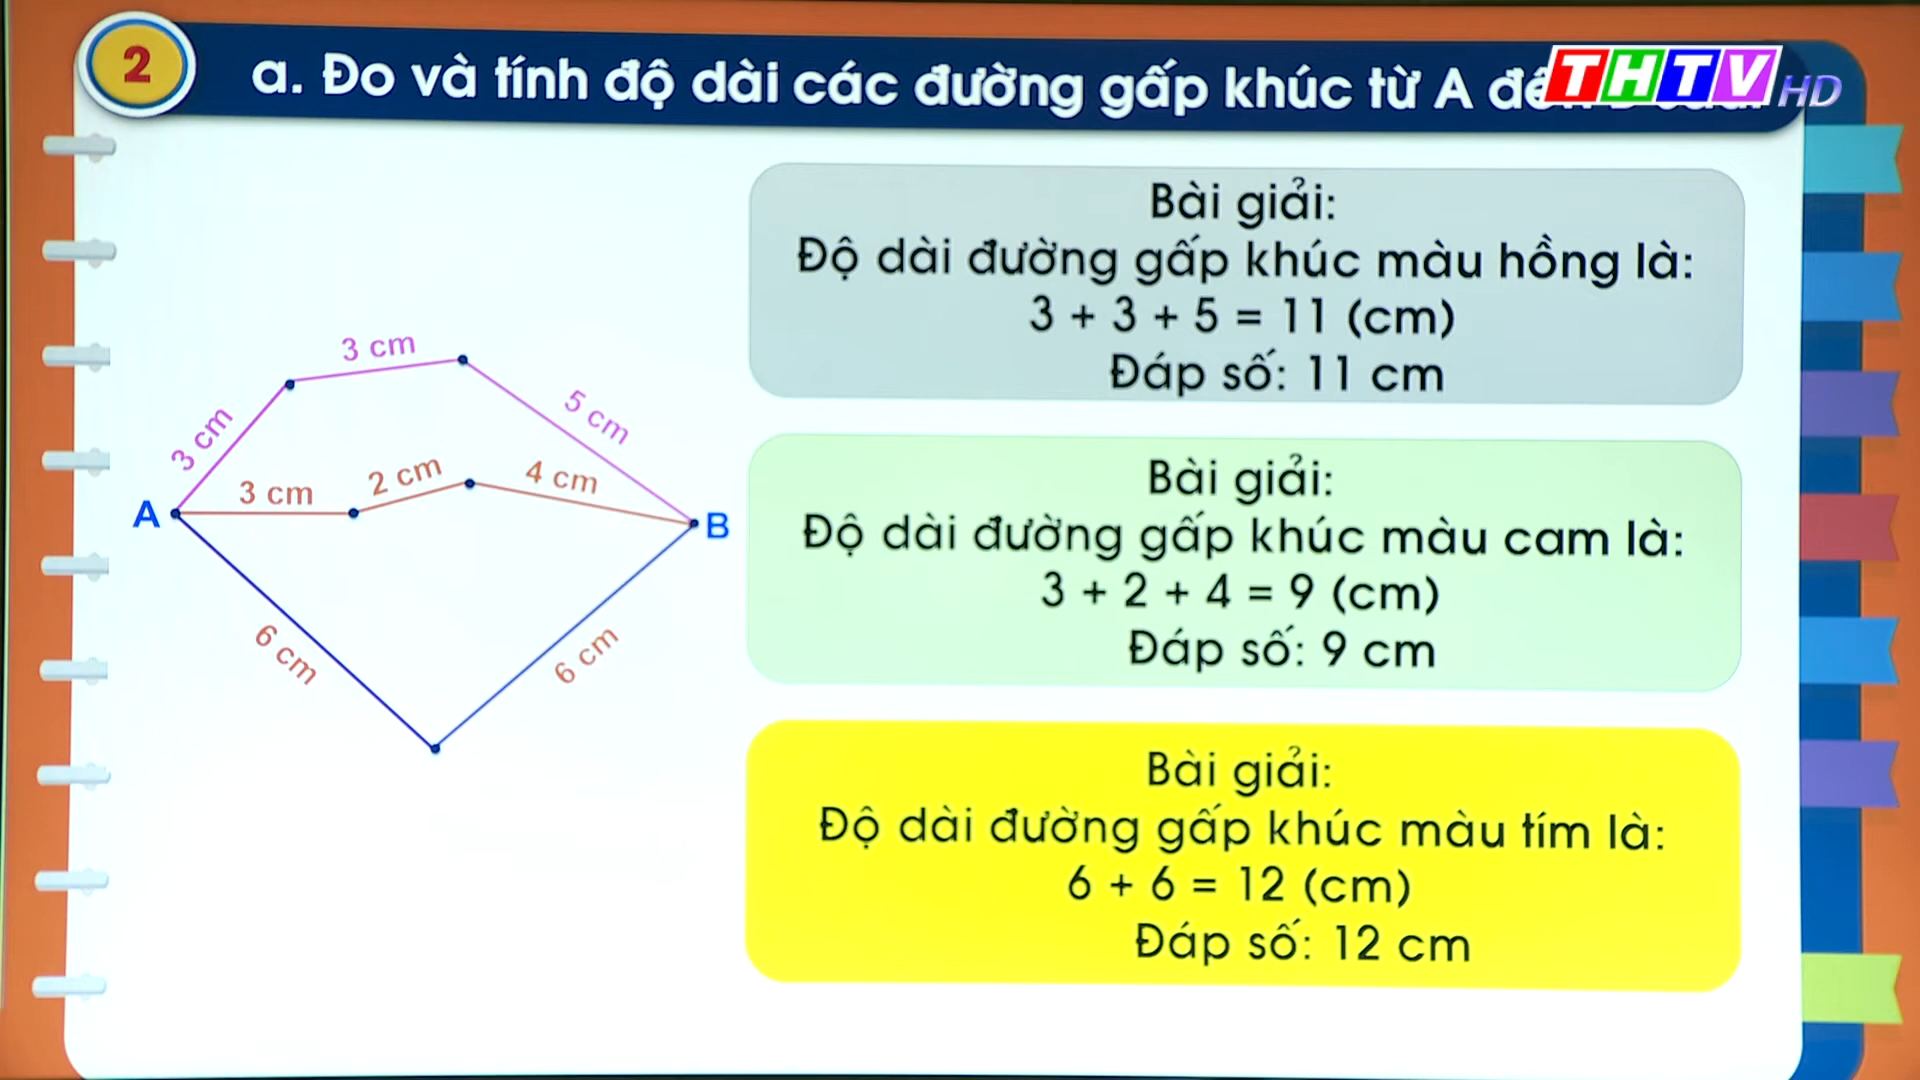 2
a. Đo và tính độ dài các đường gấp khúc từ A
THTV HD
Bài giải:
Độ dài đường gấp khúc màu hồng là:
3 + 3 + 5 = 11 (cm)
Đáp số: 11 cm
3 cm
3 cm
5 cm
3 cm
2 cm
4 cm
A
B
6 cm
6 cm
Bài giải:
Độ dài đường gấp khúc màu cam là:
3 + 2 + 4 = 9 (cm)
Đáp số: 9 cm
Bài giải:
Độ dài đường gấp khúc màu tím là:
6 + 6 = 12 (cm)
Đáp số: 12 cm